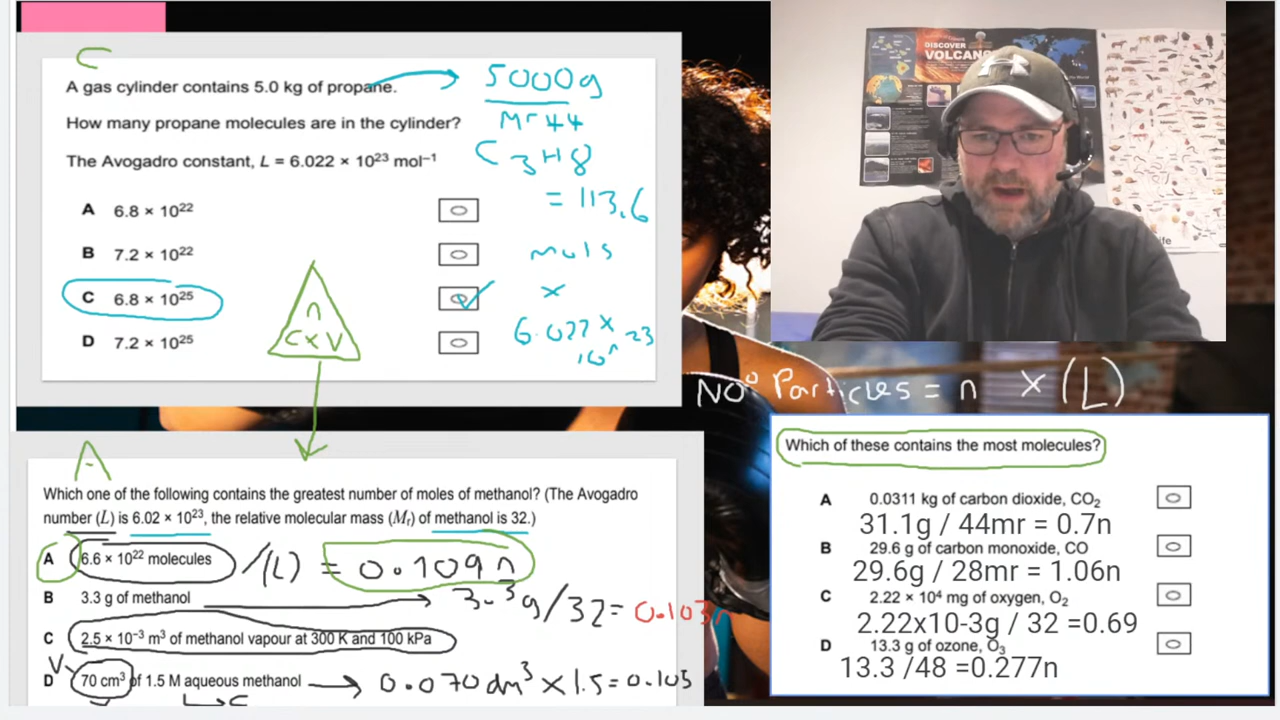 C
A gas cylinder contains 5.0 kg of propane.
How many propane molecules are in the cylinder?
The Avogadro constant, L = 6.022 × 10²³ mol⁻¹
A 6.8 × 10²²
B 7.2 × 10²²
C 6.8 × 10²⁵
D 7.2 × 10²⁵
5000g
Mr 44
C3H8
= 113.6
mols
×
6.022 ×
10^23
n
C × V
DISCOVER
VOLCAN
NO° Particles = n × (L)
A
Which one of the following contains the greatest number of moles of methanol? (The Avogadro
number (L) is 6.02 × 10²³, the relative molecular mass (Mr) of methanol is 32.)
A 6.6 × 10²² molecules /(L) = 0.109n
B 3.3 g of methanol 3.3g/32= 0.103n
C 2.5 × 10⁻³ m³ of methanol vapour at 300 K and 100 kPa
V
D 70 cm³ of 1.5 M aqueous methanol 0.070dm³ × 1.5 = 0.105
C
Which of these contains the most molecules?
A 0.0311 kg of carbon dioxide, CO₂
31.1g / 44mr = 0.7n
B 29.6 g of carbon monoxide, CO
29.6g / 28mr = 1.06n
C 2.22 × 10⁴ mg of oxygen, O₂
2.22x10-3g / 32 =0.69
D 13.3 g of ozone, O₃
13.3 /48 =0.277n